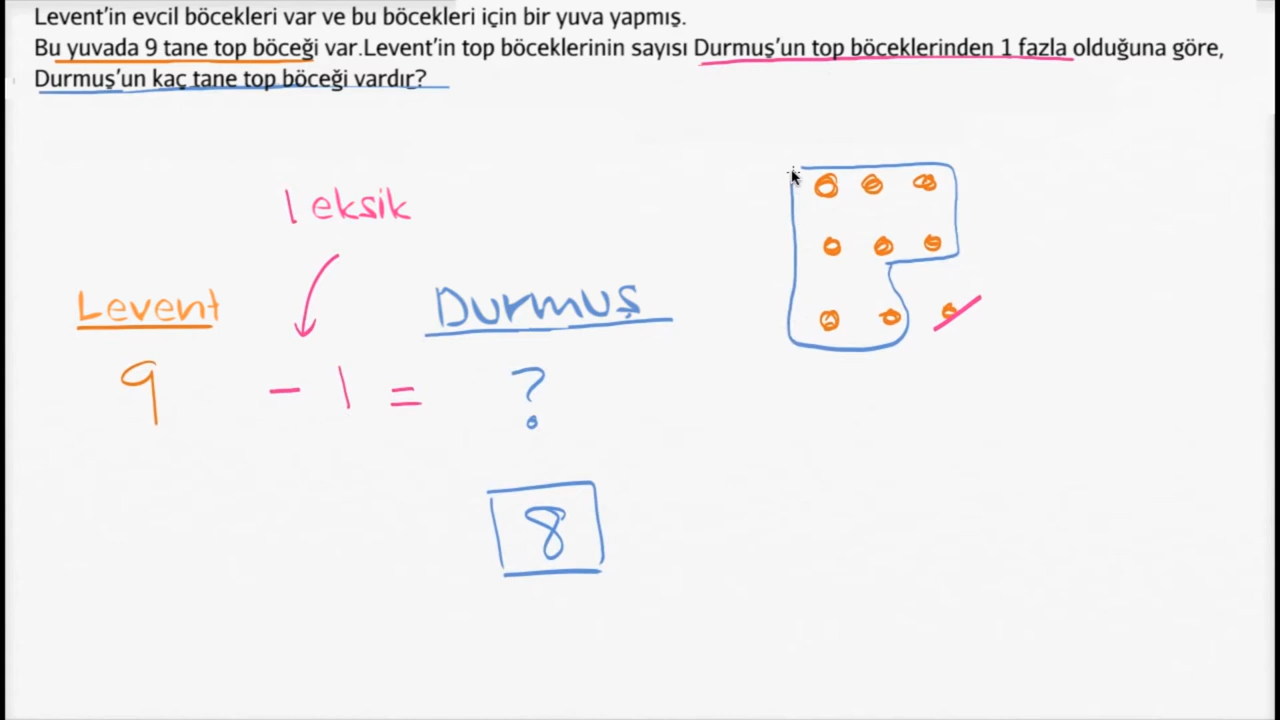 Levent'in evcil böcekleri var ve bu böcekleri için bir yuva yapmış.
Bu yuvada 9 tane top böceği var.Levent'in top böceklerinin sayısı Durmuş'un top böceklerinden 1 fazla olduğuna göre,
Durmuş'un kaç tane top böceği vardır?
1 eksik
Levent Durmuş
9 - 1 = ?
8